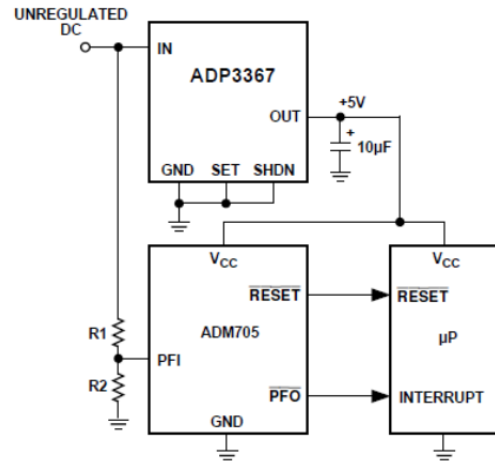 UNREGULATED
DC
IN
ADP3367
OUT
+5V
+
10µF
GND SET SHDN
VCC
RESET
R1
ADM705
PFI
R2
PFO
GND
VCC
RESET
µP
INTERRUPT